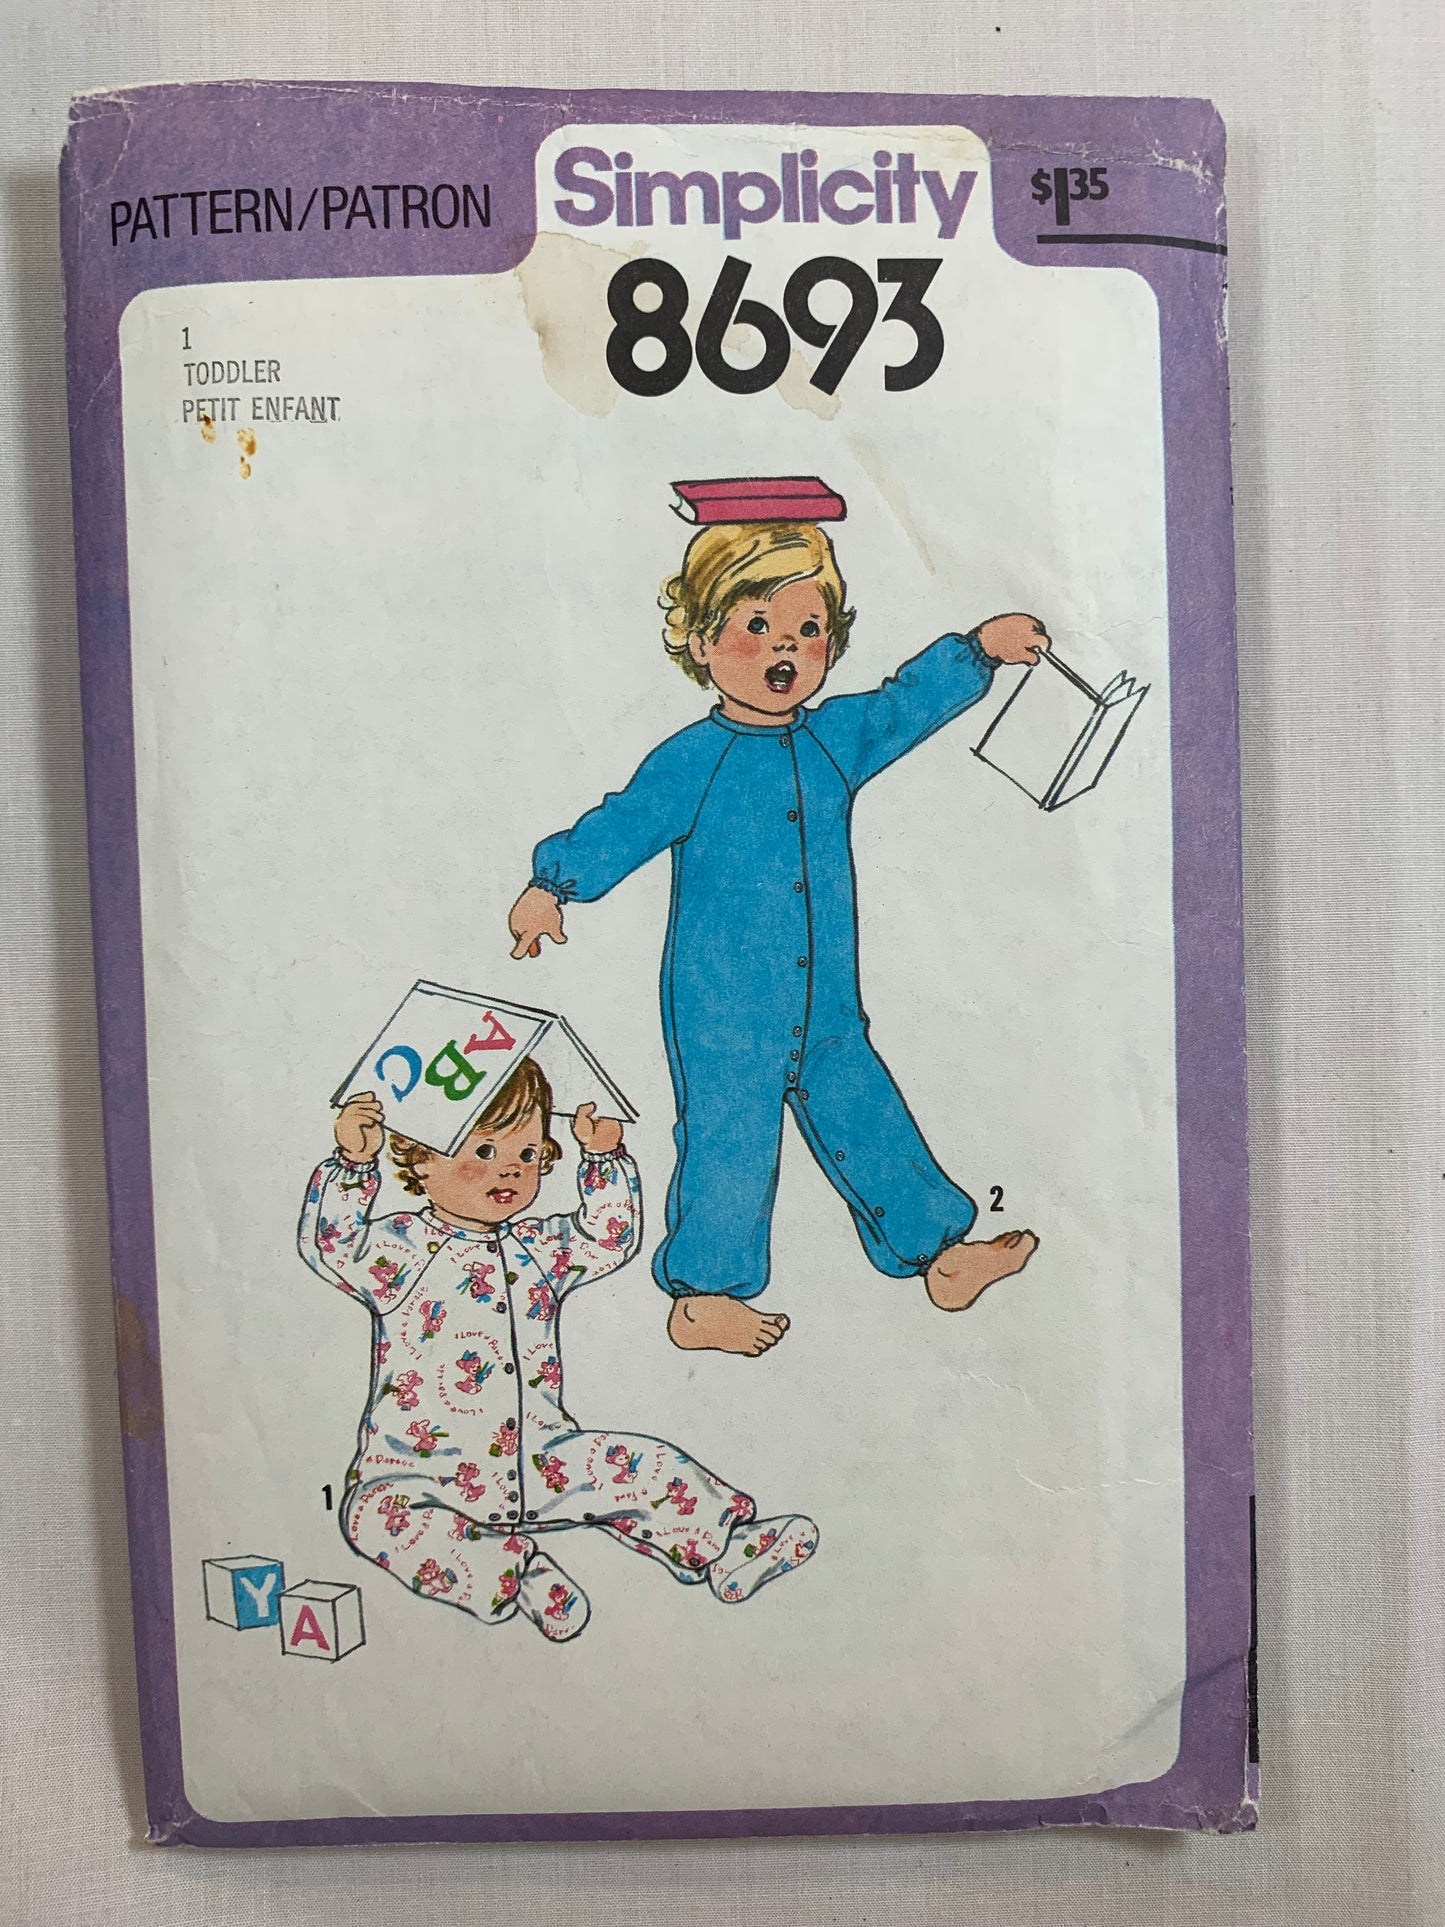 PATTERN/PATRON
Simplicity
$1.35
8693
1
TODDLER
PETIT ENFANT
2
A
B
C
1
Y
A